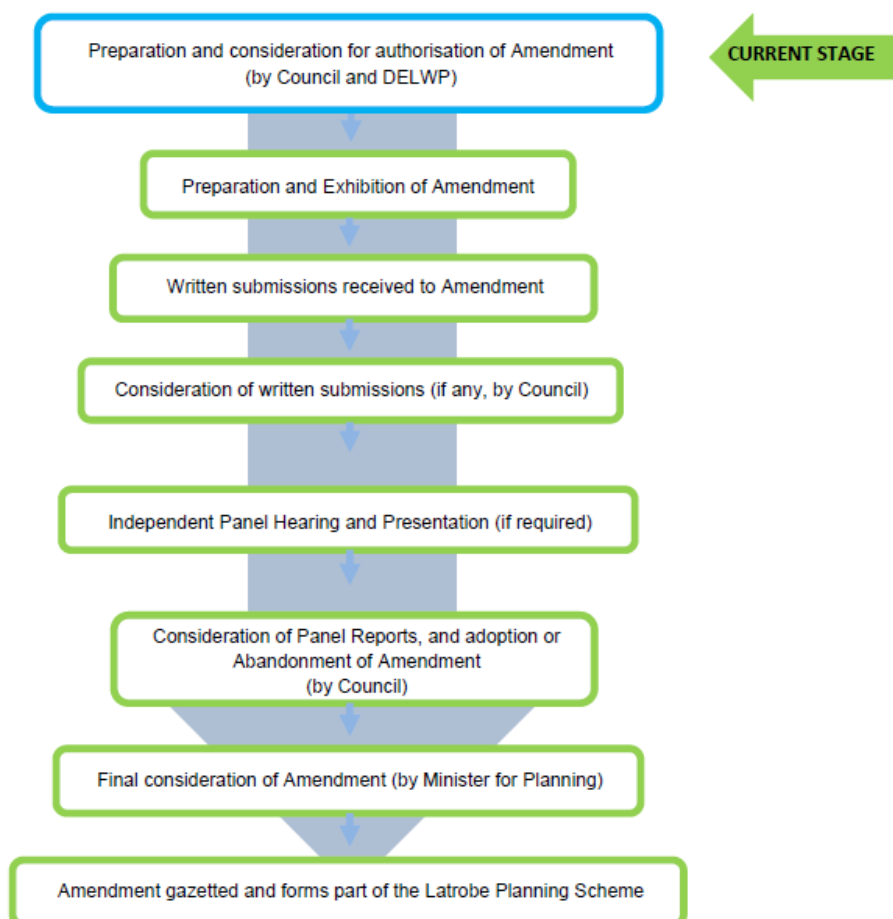 Preparation and consideration for authorisation of Amendment
(by Council and DELWP)
CURRENT STAGE
Preparation and Exhibition of Amendment
Written submissions received to Amendment
Consideration of written submissions (if any, by Council)
Independent Panel Hearing and Presentation (if required)
Consideration of Panel Reports, and adoption or
Abandonment of Amendment
(by Council)
Final consideration of Amendment (by Minister for Planning)
Amendment gazetted and forms part of the Latrobe Planning Scheme